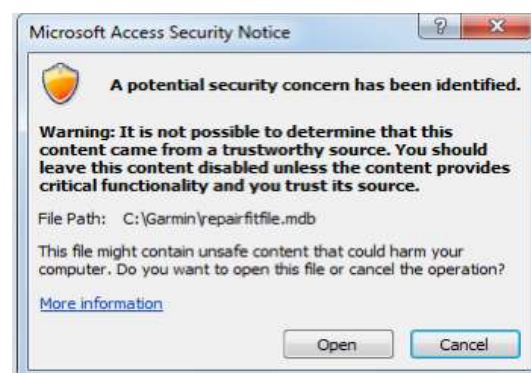 Microsoft Access Security Notice
A potential security concern has been identified.
Warning: It is not possible to determine that this
content came from a trustworthy source. You should
leave this content disabled unless the content provides
critical functionality and you trust its source.
File Path: C:\Garmin\repairfitfile.mdb
This file might contain unsafe content that could harm your
computer. Do you want to open this file or cancel the operation?
More information
Open Cancel